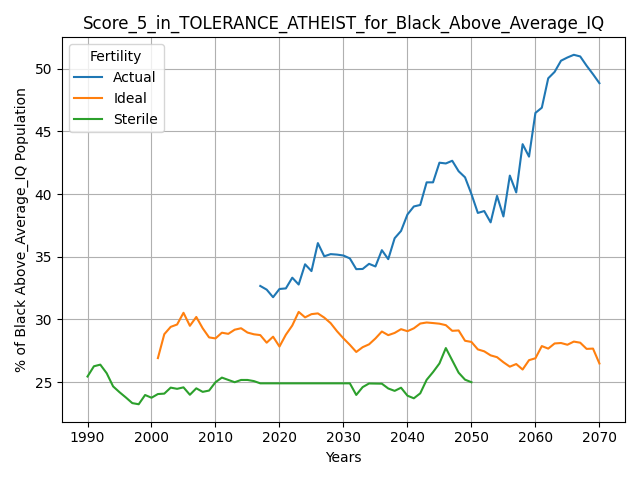 Score_5_in_TOLERANCE_ATHEIST_for_Black_Above_Average_IQ
Fertility
Actual
Ideal
Sterile
% of Black Above_Average_IQ Population
50
45
40
35
30
25
1990 2000 2010 2020 2030 2040 2050 2060 2070
Years